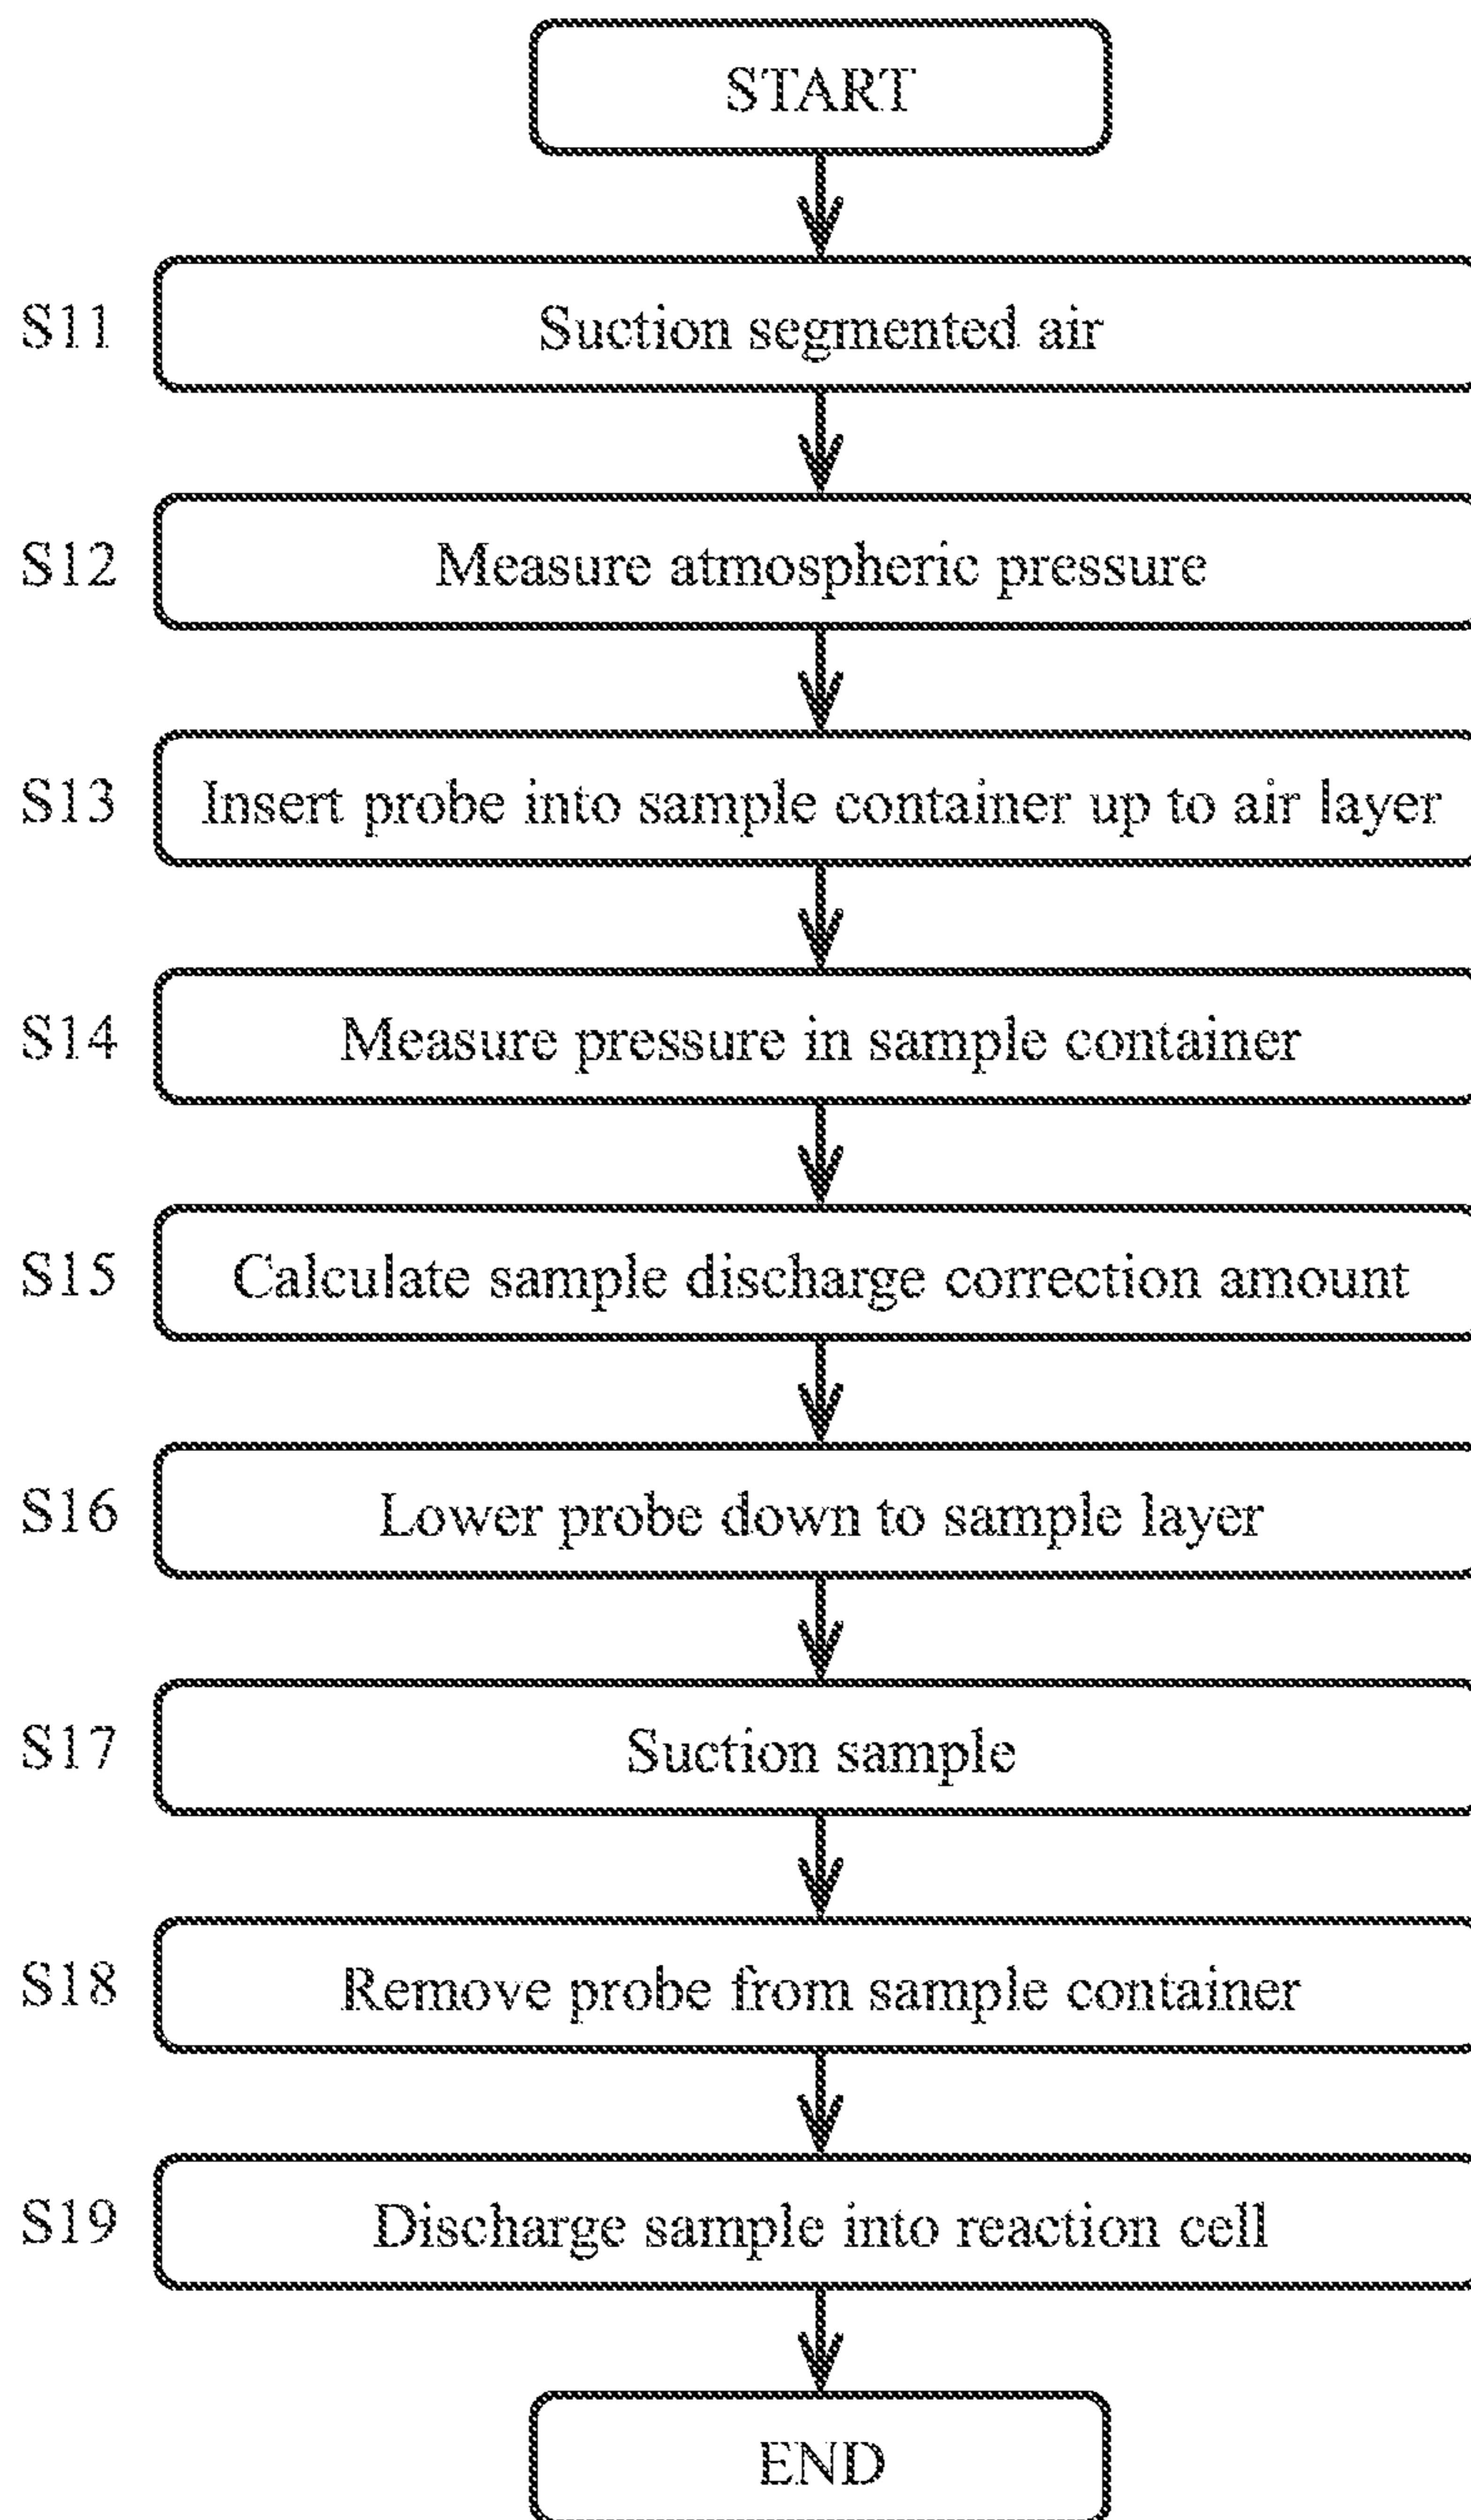 START
S11 Suction segmented air
S12 Measure atmospheric pressure
S13 Insert probe into sample container up to air layer
S14 Measure pressure in sample container
S15 Calculate sample discharge correction amount
S16 Lower probe down to sample layer
S17 Suction sample
S18 Remove probe from sample container
S19 Discharge sample into reaction cell
END